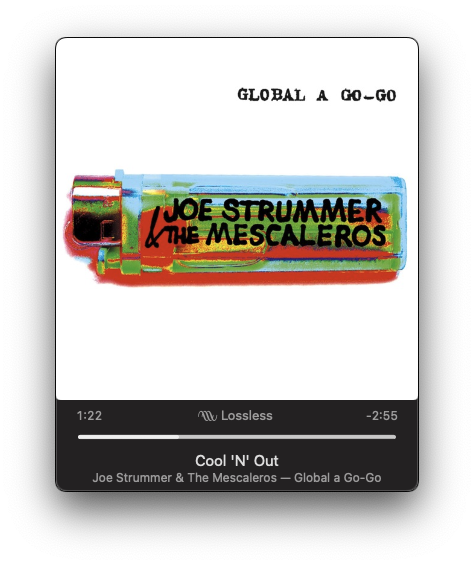 GLOBAL A GO-GO
JOE STRUMMER
& THE MESCALEROS
1:22
Lossless
-2:55
Cool 'N' Out
Joe Strummer & The Mescaleros — Global a Go-Go